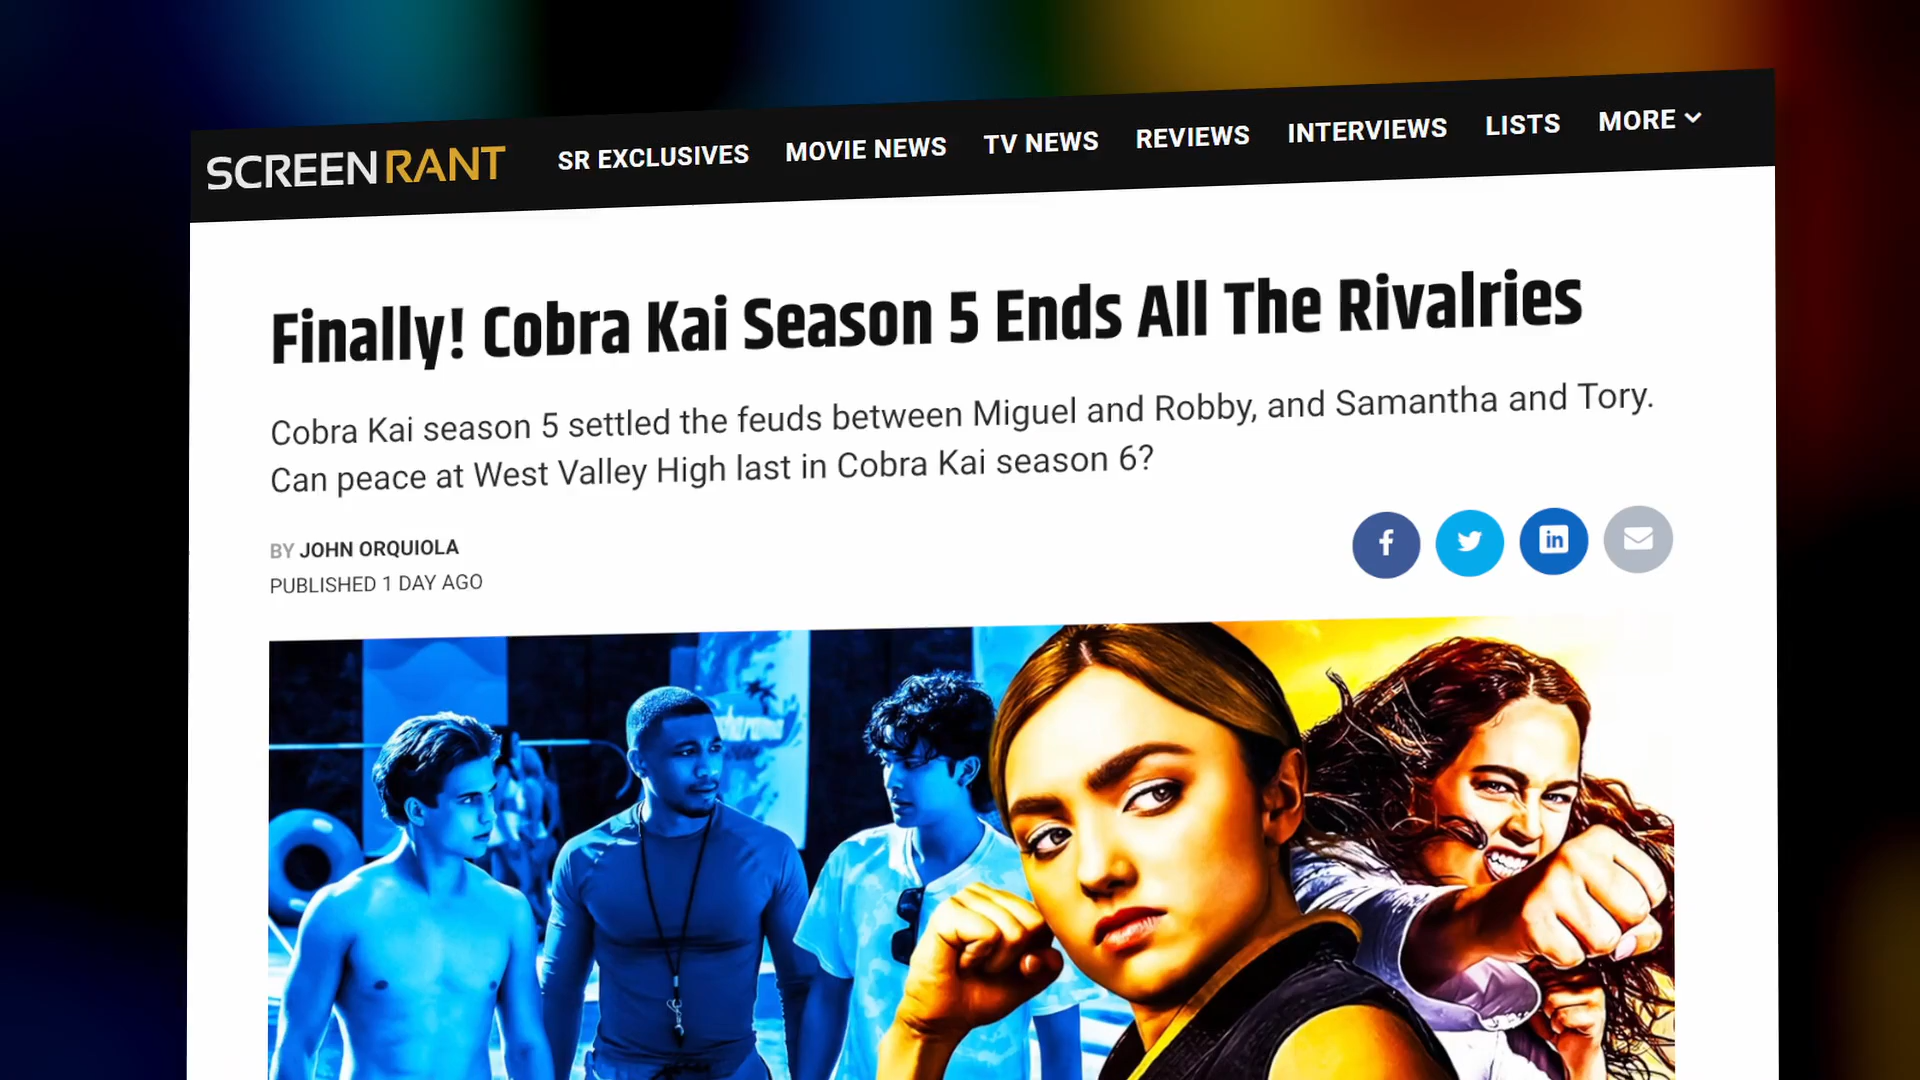 SCREENRANT SR EXCLUSIVES MOVIE NEWS TV NEWS REVIEWS INTERVIEWS LISTS MORE
Finally! Cobra Kai Season 5 Ends All The Rivalries
Cobra Kai season 5 settled the feuds between Miguel and Robby, and Samantha and Tory.
Can peace at West Valley High last in Cobra Kai season 6?
BY JOHN ORQUIOLA
PUBLISHED 1 DAY AGO
f in